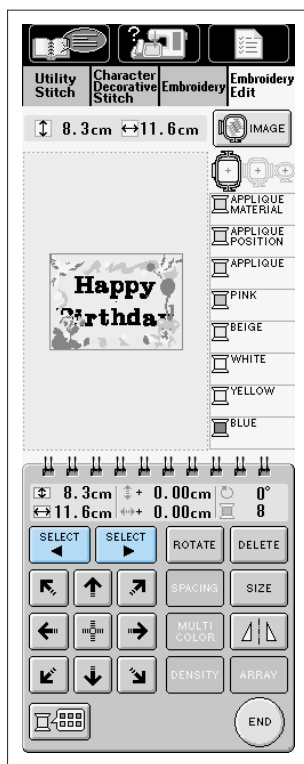 Utility Stitch
Character Decorative Stitch
Embroidery
Embroidery Edit
8.3cm 11.6cm
IMAGE
APPLIQUE MATERIAL
APPLIQUE POSITION
APPLIQUE
PINK
BEIGE
WHITE
YELLOW
BLUE
Happy
Birthday
8.3cm + 0.00cm 0°
11.6cm + 0.00cm 8
SELECT
SELECT
ROTATE
DELETE
SPACING
SIZE
MULTI COLOR
DENSITY
ARRAY
END